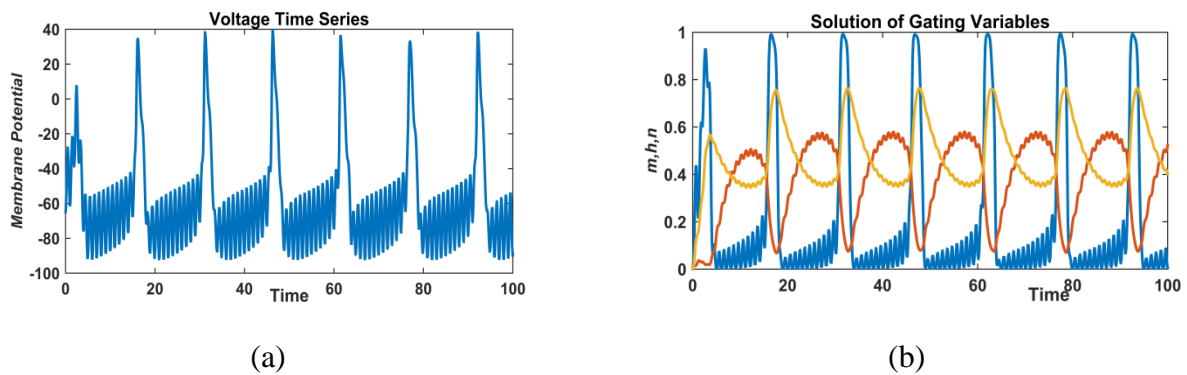 Voltage Time Series
40
20
0
-20
-40
-60
-80
-100
Membrane Potential
0 20 40 60 80 100
Time
(a)
Solution of Gating Variables
1
0.8
0.6
0.4
0.2
0
m,h,n
0 20 40 60 80 100
Time
(b)